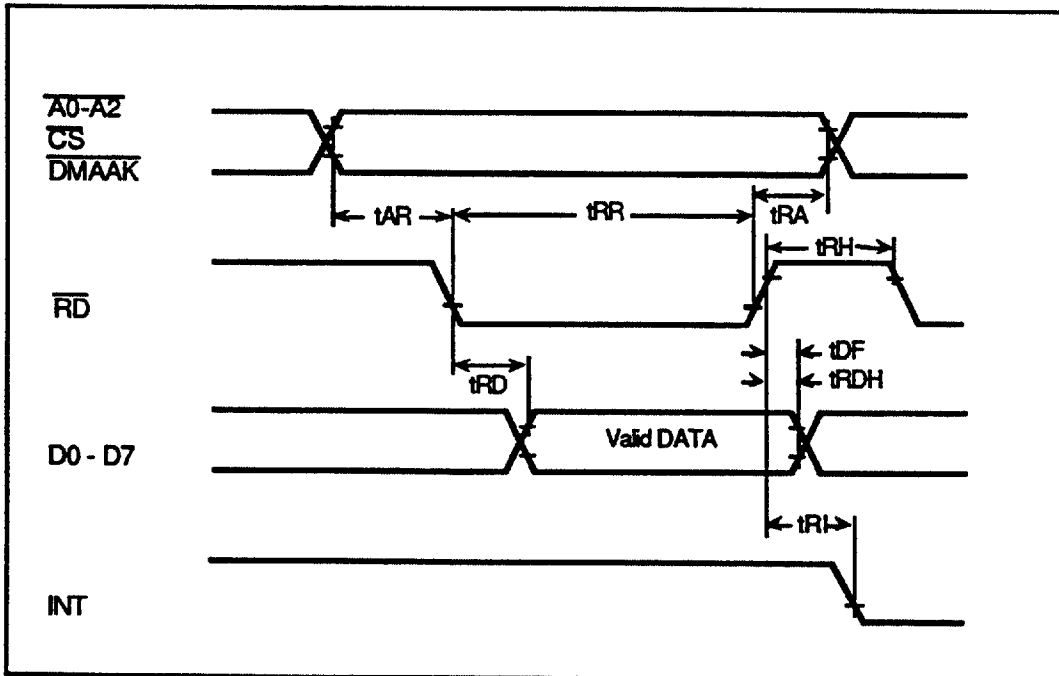 A0-A2
CS
DMAAK
tAR
tRR
tRA
tRH
RD
tDF
tRDH
tRD
D0 - D7
Valid DATA
tRI
INT